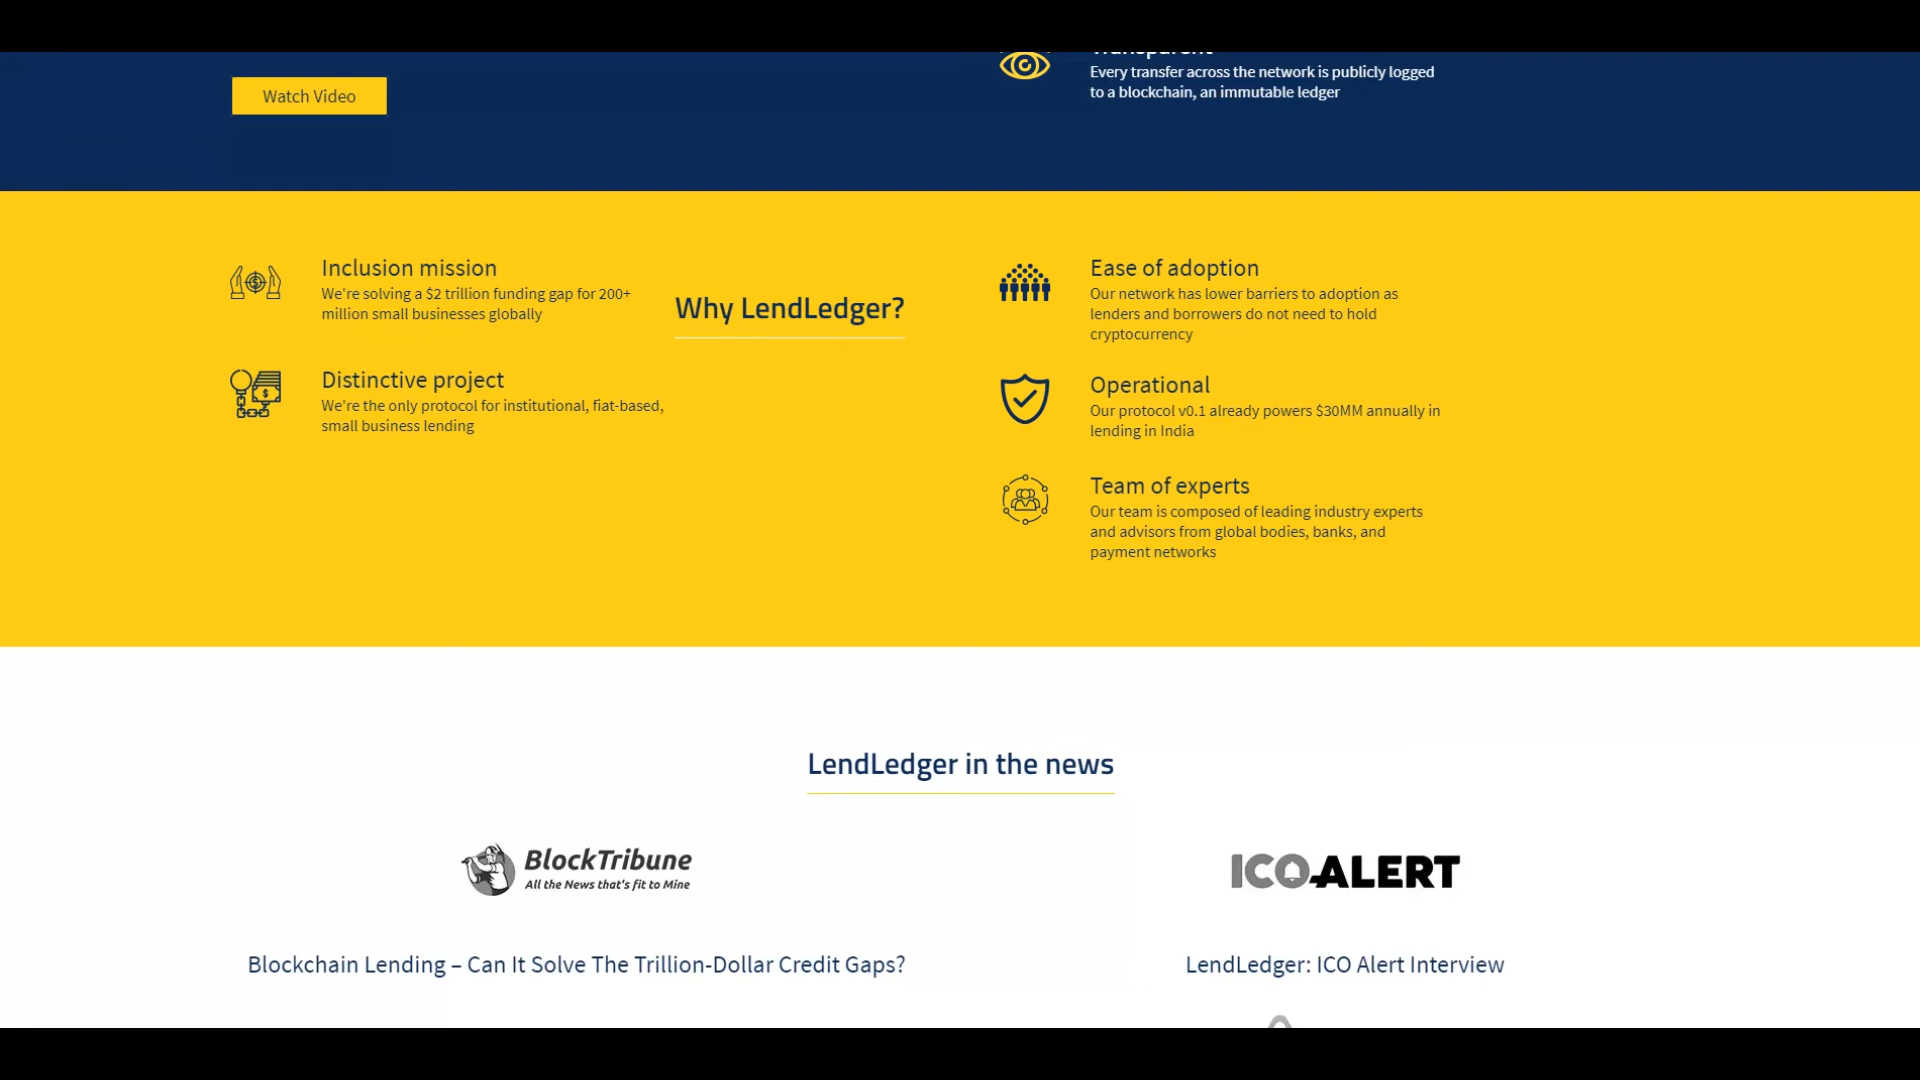 Transparent
Every transfer across the network is publicly logged
to a blockchain, an immutable ledger
Watch Video
Why LendLedger?
Inclusion mission
We're solving a $2 trillion funding gap for 200+
million small businesses globally
Distinctive project
We're the only protocol for institutional, fiat-based,
small business lending
Ease of adoption
Our network has lower barriers to adoption as
lenders and borrowers do not need to hold
cryptocurrency
Operational
Our protocol v0.1 already powers $30MM annually in
lending in India
Team of experts
Our team is composed of leading industry experts
and advisors from global bodies, banks, and
payment networks
LendLedger in the news
BlockTribune
All the News that's fit to Mine
Blockchain Lending – Can It Solve The Trillion-Dollar Credit Gaps?
ICOALERT
LendLedger: ICO Alert Interview